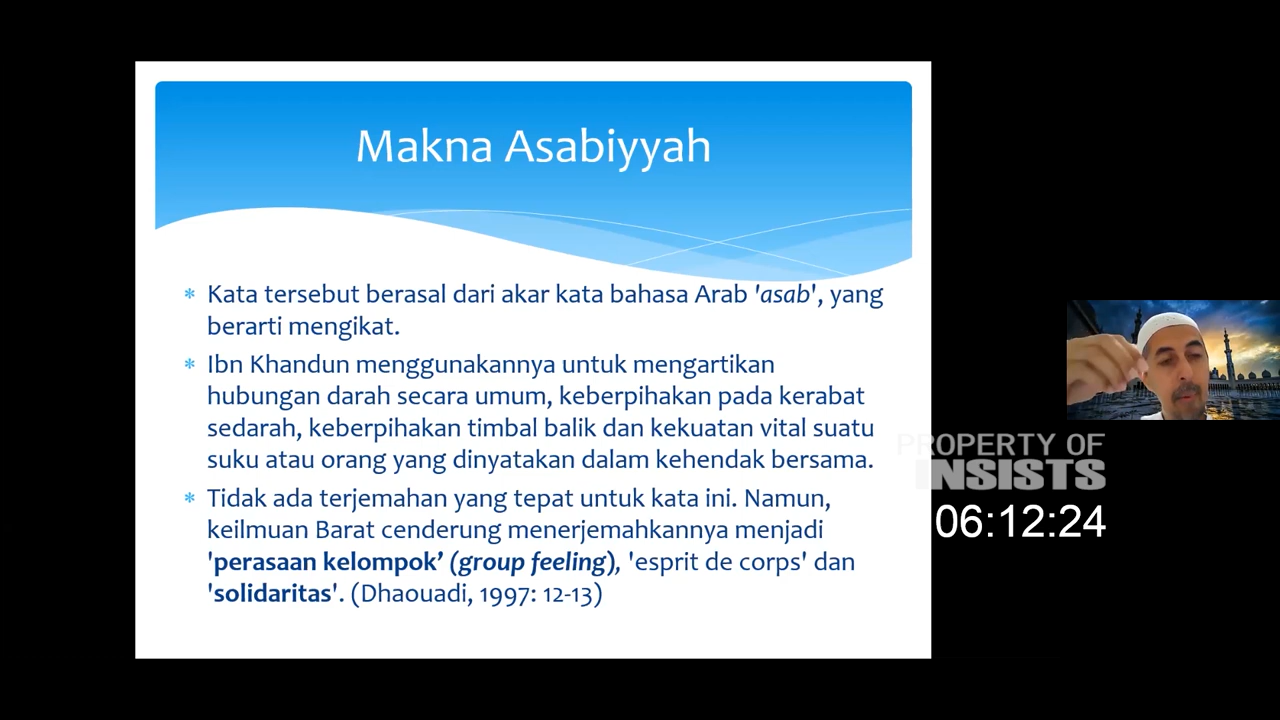 Makna Asabiyyah
* Kata tersebut berasal dari akar kata bahasa Arab 'asab', yang
berarti mengikat.
* Ibn Khandun menggunakannya untuk mengartikan
hubungan darah secara umum, keberpihakan pada kerabat
sedarah, keberpihakan timbal balik dan kekuatan vital suatu
suku atau orang yang dinyatakan dalam kehendak bersama.
* Tidak ada terjemahan yang tepat untuk kata ini. Namun,
keilmuan Barat cenderung menerjemahkannya menjadi
'perasaan kelompok’ (group feeling), 'esprit de corps' dan
'solidaritas'. (Dhaouadi, 1997: 12-13)
PROPERTY OF
INSISTS
06:12:24